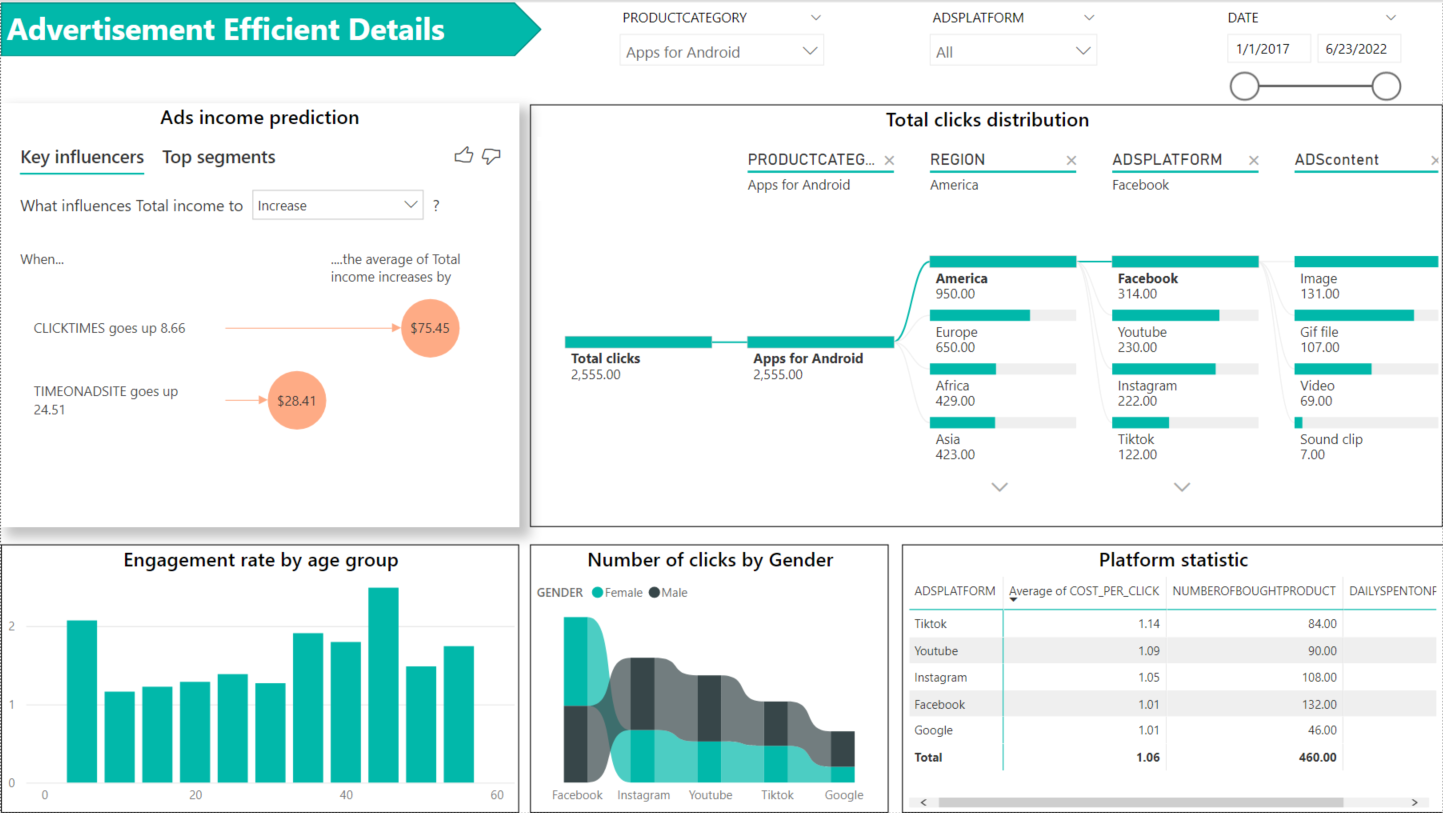 Advertisement Efficient Details
PRODUCTCATEGORY
Apps for Android
ADSPLATFORM
All
DATE
1/1/2017
6/23/2022
Ads income prediction
Key influencers
Top segments
What influences Total income to
Increase
?
When...
....the average of Total
income increases by
CLICKTIMES goes up 8.66
$75.45
TIMEONADSITE goes up
24.51
$28.41
Total clicks distribution
PRODUCTCATEG...
Apps for Android
REGION
America
ADSPLATFORM
Facebook
ADScontent
Total clicks
2,555.00
Apps for Android
2,555.00
America
950.00
Europe
650.00
Africa
429.00
Asia
423.00
Facebook
314.00
Youtube
230.00
Instagram
222.00
Tiktok
122.00
Image
131.00
Gif file
107.00
Video
69.00
Sound clip
7.00
Engagement rate by age group
2
1
0
0 20 40 60
Number of clicks by Gender
GENDER Female Male
Facebook Instagram Youtube Tiktok Google
Platform statistic
ADSPLATFORM Average of COST_PER_CLICK NUMBEROFBOUGHTPRODUCT
Tiktok 1.14 84.00
Youtube 1.09 90.00
Instagram 1.05 108.00
Facebook 1.01 132.00
Google 1.01 46.00
Total 1.06 460.00